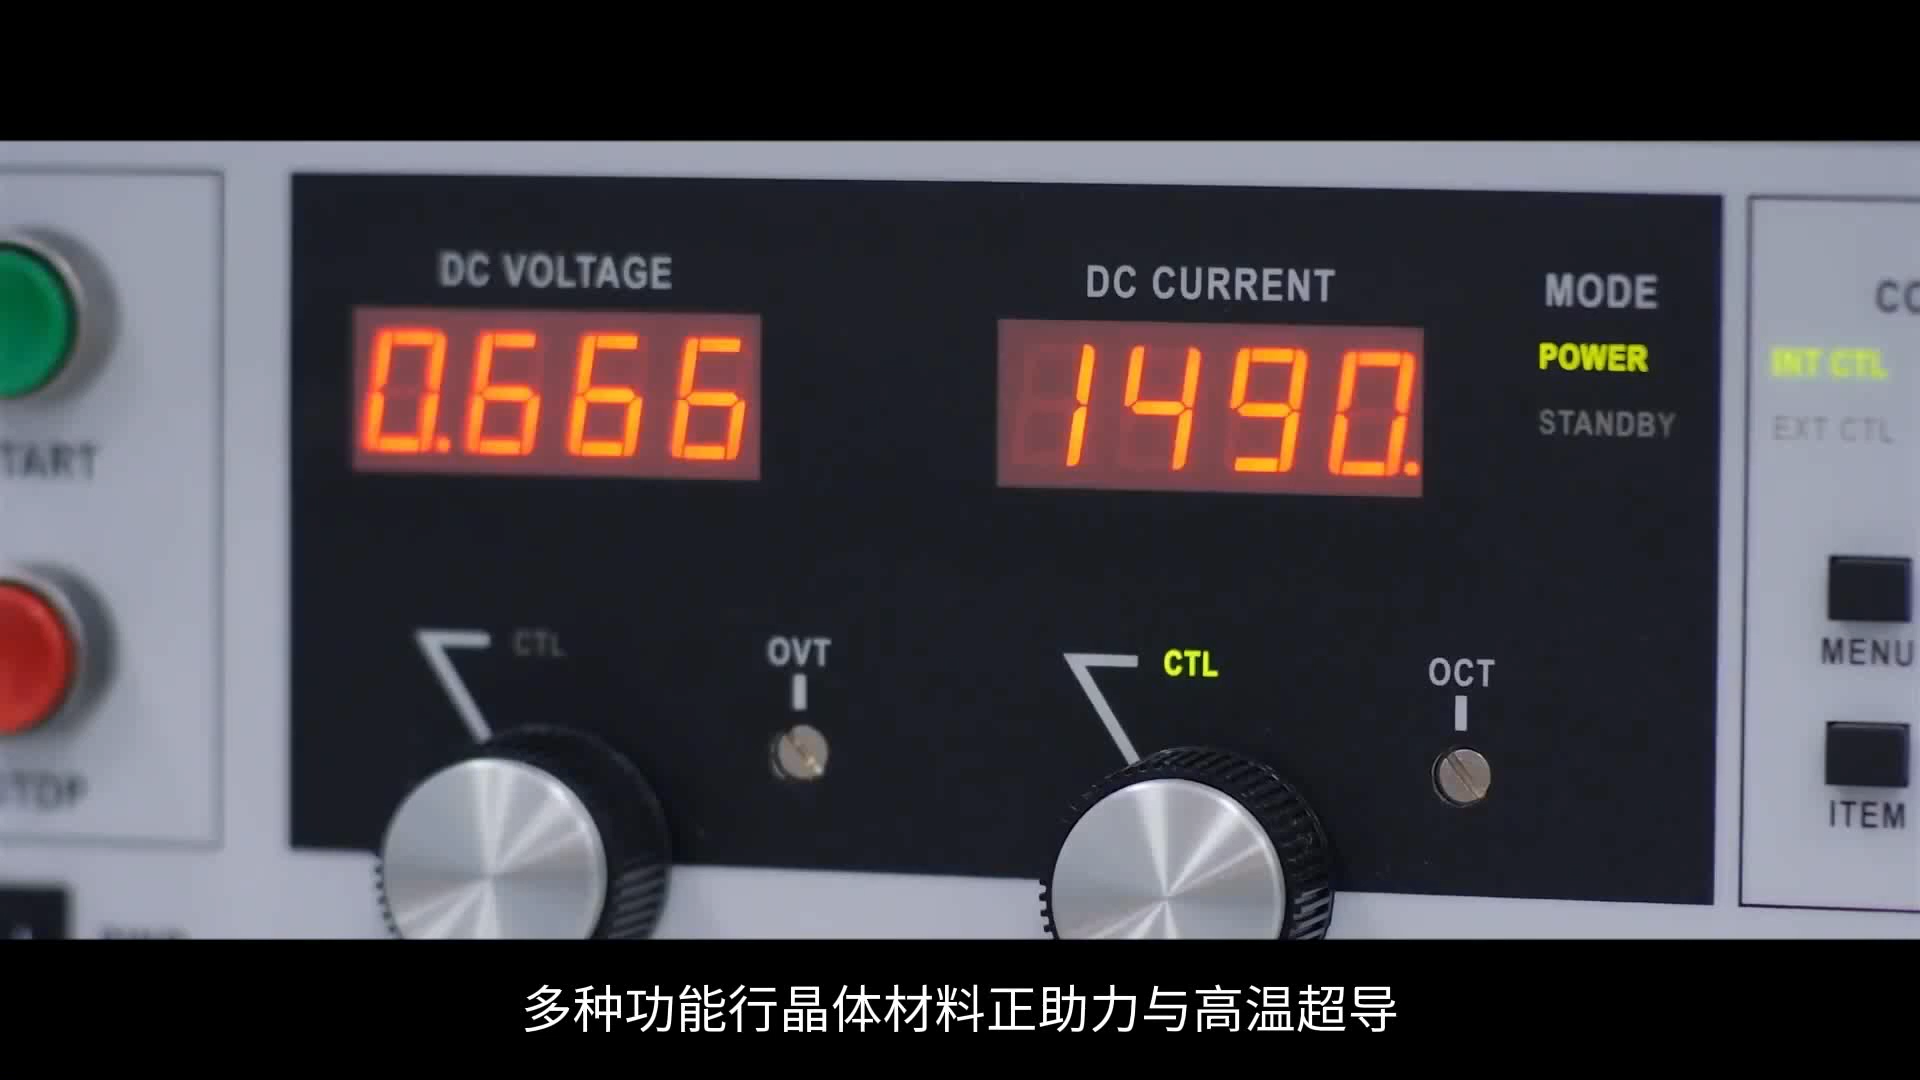 DC VOLTAGE
DC CURRENT
MODE
0.666
1490.
POWER
STANDBY
INT CTL
EXT CTL
TART
CTL
OVT
CTL
OCT
MENU
ITEM
多种功能行晶体材料正助力与高温超导